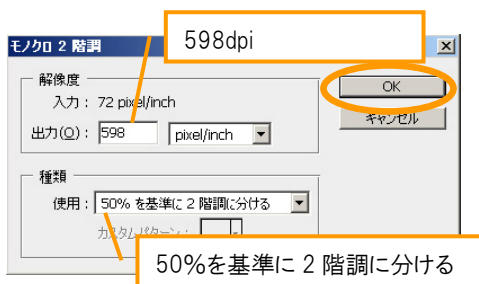 598dpi
モノクロ 2 階調
解像度
入力： 72 pixel/inch
出力(O)： 598 pixel/inch
OK
キャンセル
種類
使用： 50% を基準に 2 階調に分ける
カスタムパターン：
50%を基準に 2 階調に分ける